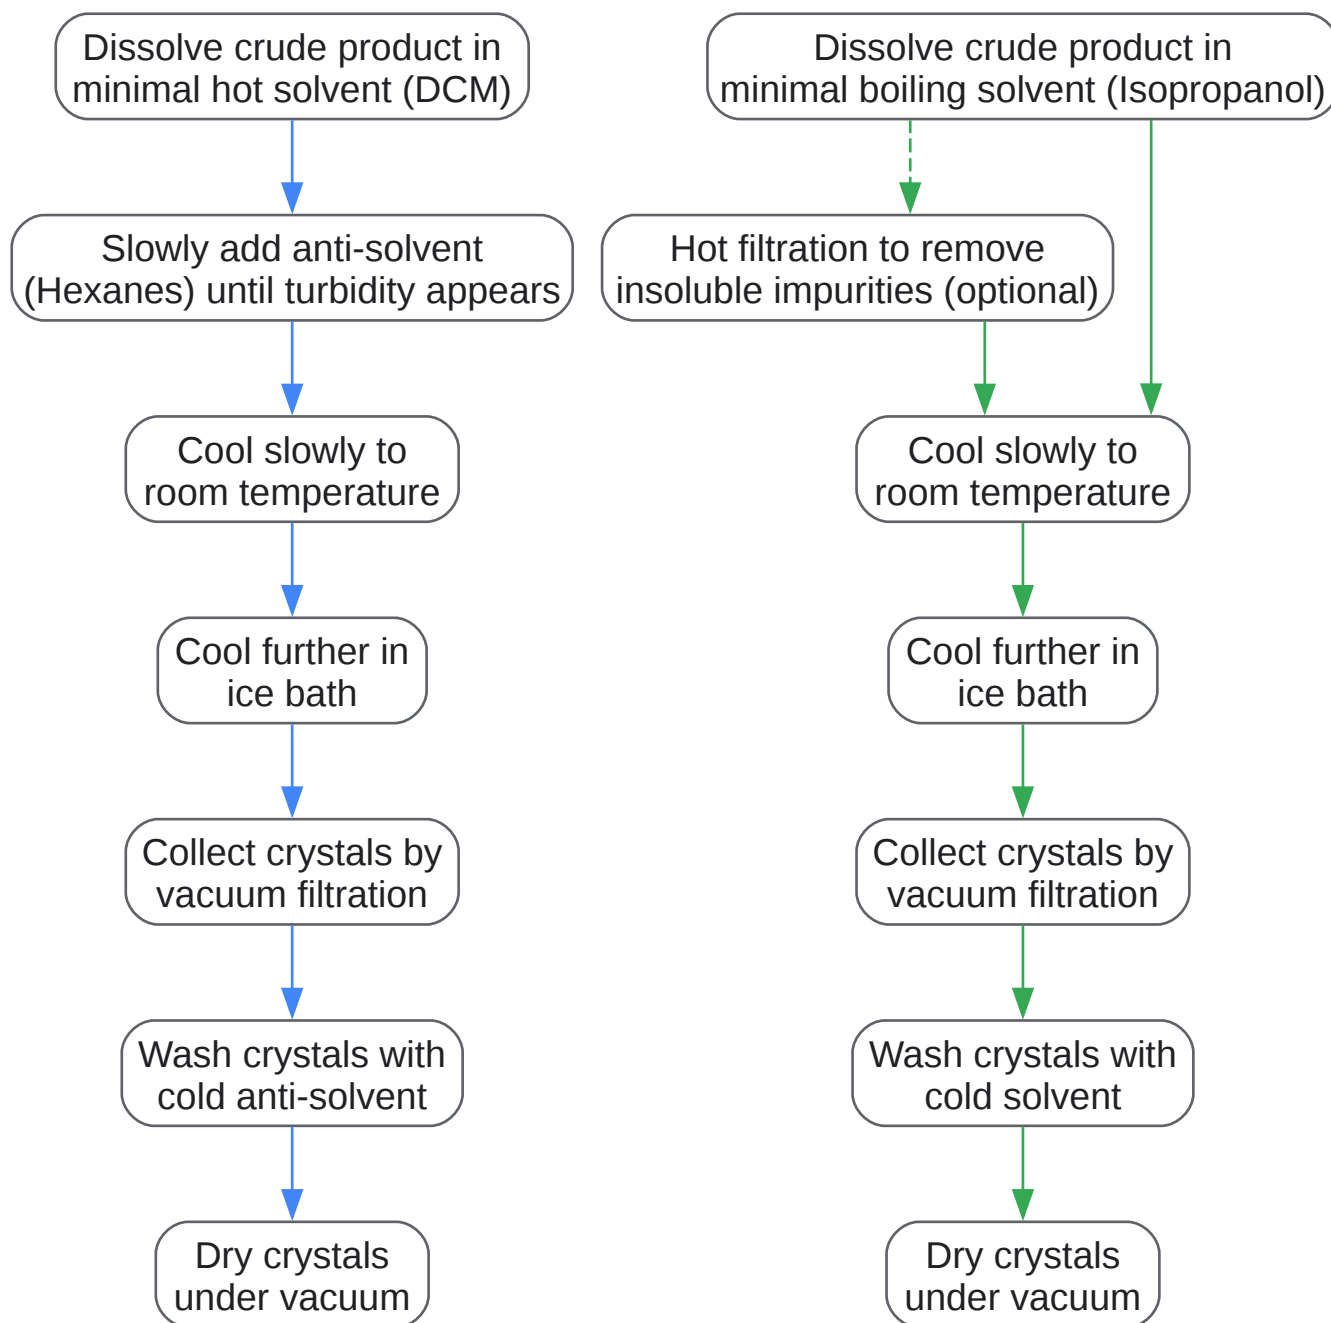 Dissolve crude product in
minimal hot solvent (DCM)
Slowly add anti-solvent
(Hexanes) until turbidity appears
Cool slowly to
room temperature
Cool further in
ice bath
Collect crystals by
vacuum filtration
Wash crystals with
cold anti-solvent
Dry crystals
under vacuum
Dissolve crude product in
minimal boiling solvent (Isopropanol)
Hot filtration to remove
insoluble impurities (optional)
Cool slowly to
room temperature
Cool further in
ice bath
Collect crystals by
vacuum filtration
Wash crystals with
cold solvent
Dry crystals
under vacuum